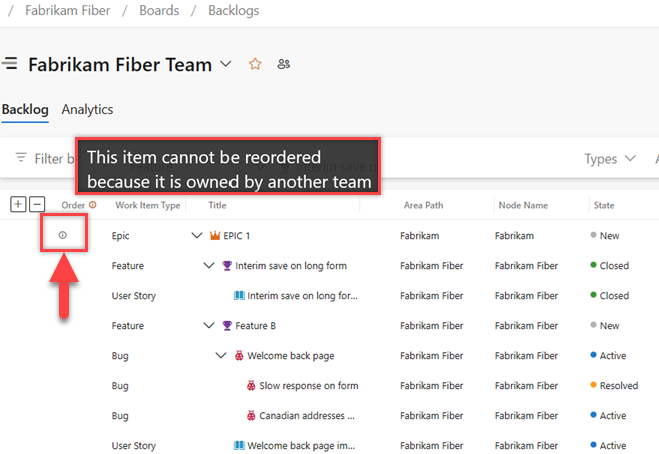 / Fabrikam Fiber / Boards / Backlogs
Fabrikam Fiber Team
Backlog Analytics
Filter b
Types
This item cannot be reordered
because it is owned by another team
Order Work Item Type Title Area Path Node Name State
Epic EPIC 1 Fabrikam Fabrikam New
Feature Interim save on long form Fabrikam Fiber Fabrikam Fiber Closed
User Story Interim save on long for... Fabrikam Fiber Fabrikam Fiber Closed
Feature Feature B Fabrikam Fiber Fabrikam Fiber New
Bug Welcome back page Fabrikam Fiber Fabrikam Fiber Active
Bug Slow response on form Fabrikam Fiber Fabrikam Fiber Resolved
Bug Canadian addresses ... Fabrikam Fiber Fabrikam Fiber Active
User Story Welcome back page im... Fabrikam Fiber Fabrikam Fiber Active